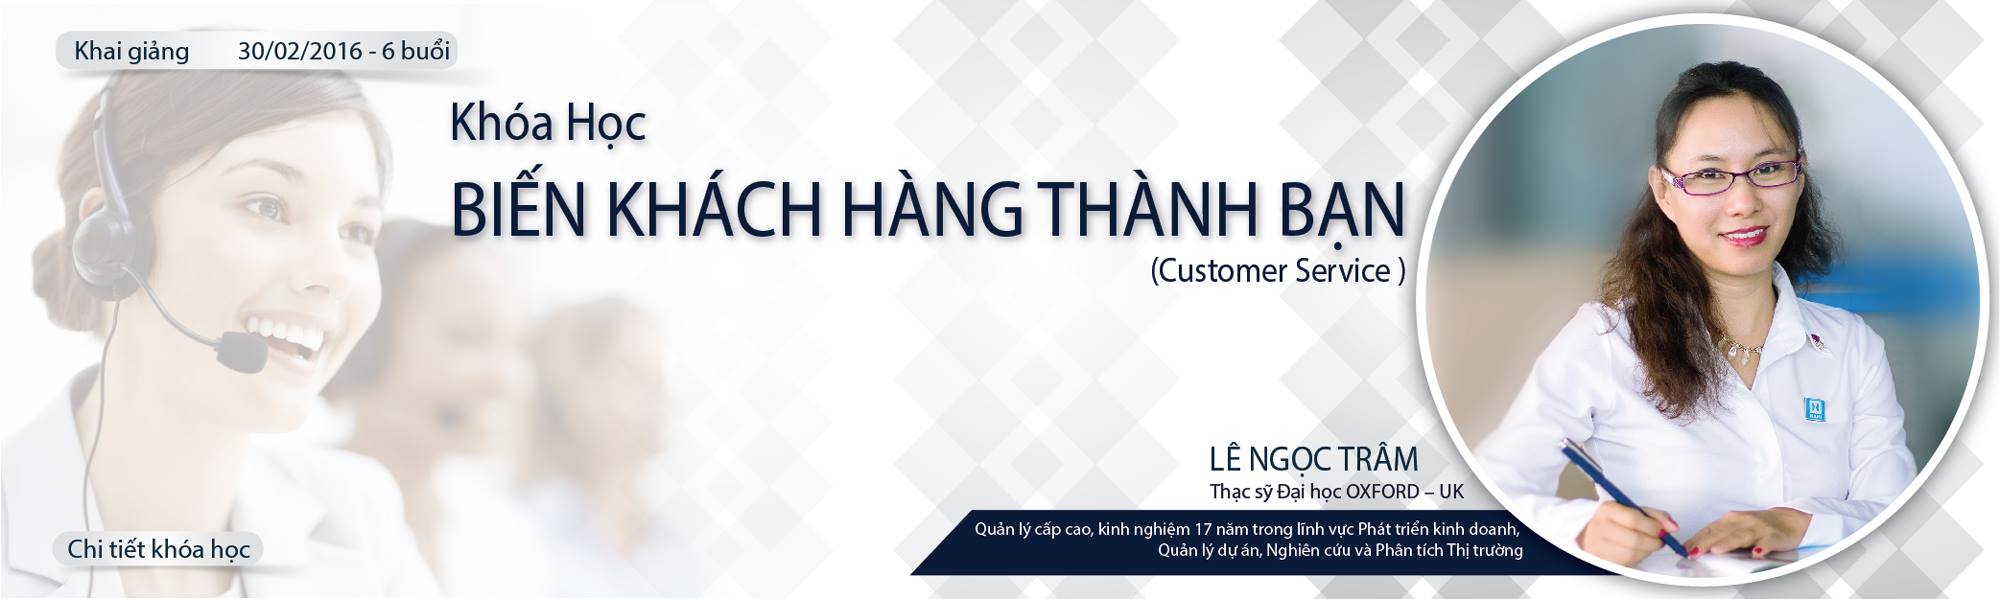 Khai giảng 30/02/2016 - 6 buổi
Khóa Học
BIẾN KHÁCH HÀNG THÀNH BẠN
(Customer Service )
LÊ NGỌC TRÂM
Thạc sỹ Đại học OXFORD – UK
Quản lý cấp cao, kinh nghiệm 17 năm trong lĩnh vực Phát triển kinh doanh,
Quản lý dự án, Nghiên cứu và Phân tích Thị trường
Chi tiết khóa học